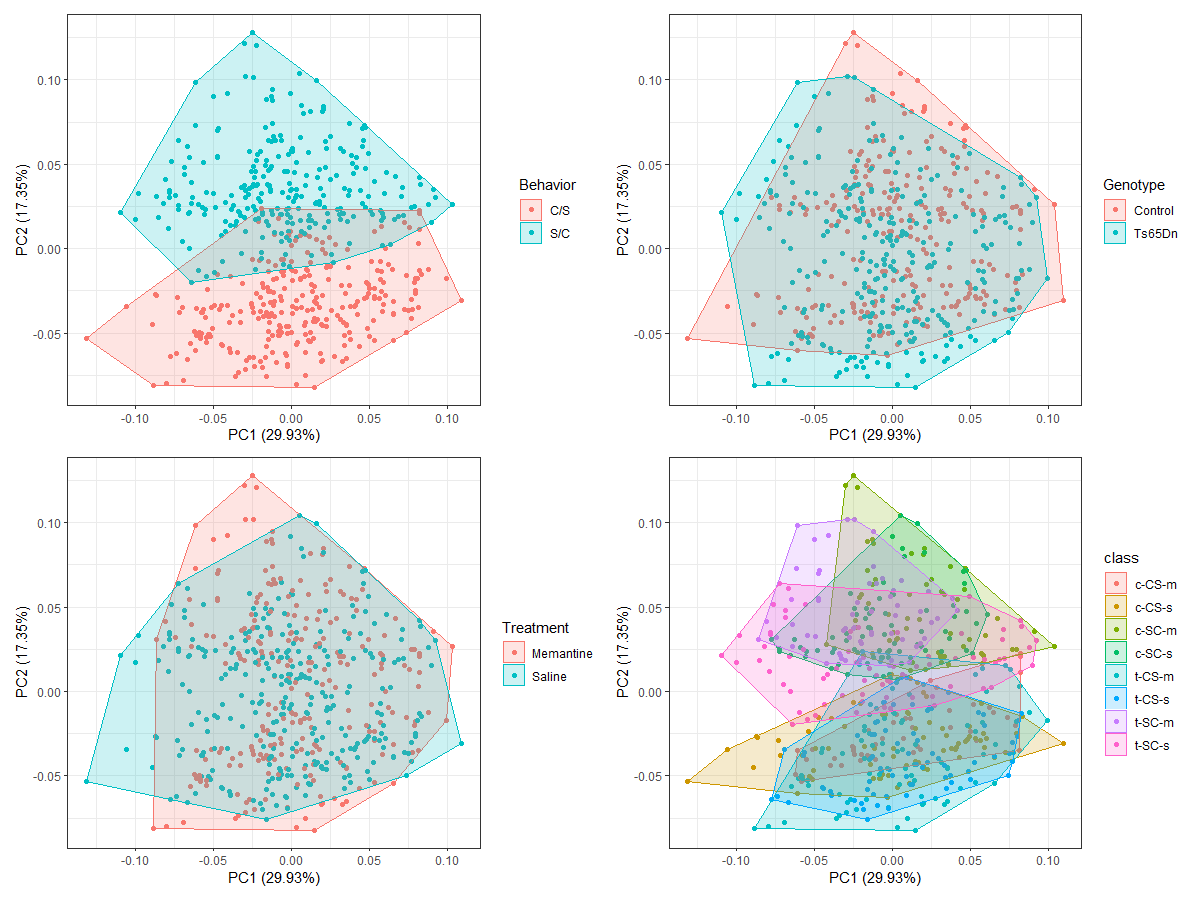 0.10
0.05
0.00
-0.05
-0.10
-0.05
0.00
0.05
0.10
PC2 (17.35%)
PC1 (29.93%)
Behavior
C/S
S/C
0.10
0.05
0.00
-0.05
-0.10
-0.05
0.00
0.05
0.10
PC2 (17.35%)
PC1 (29.93%)
Genotype
Control
Ts65Dn
0.10
0.05
0.00
-0.05
-0.10
-0.05
0.00
0.05
0.10
PC2 (17.35%)
PC1 (29.93%)
Treatment
Memantine
Saline
0.10
0.05
0.00
-0.05
-0.10
-0.05
0.00
0.05
0.10
PC2 (17.35%)
PC1 (29.93%)
class
c-CS-m
c-CS-s
c-SC-m
c-SC-s
t-CS-m
t-CS-s
t-SC-m
t-SC-s